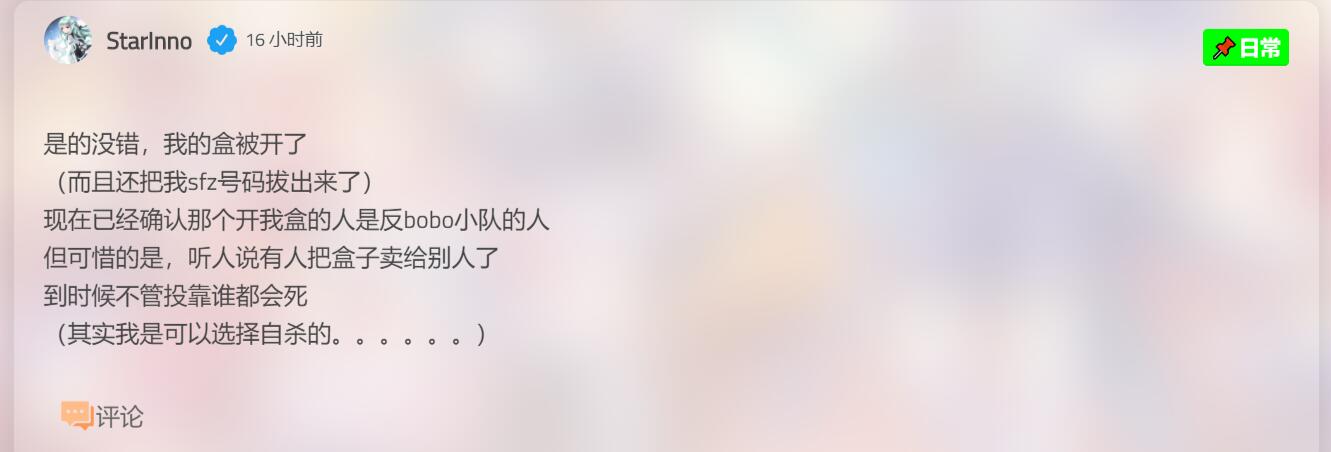 StarInno 16 小时前
📌日常
是的没错，我的盒被开了
（而且还把我sfz号码拔出来了）
现在已经确认那个开我盒的人是反bobo小队的人
但可惜的是，听人说有人把盒子卖给别人了
到时候不管投靠谁都会死
（其实我是可以选择自杀的。。。。。。）
评论